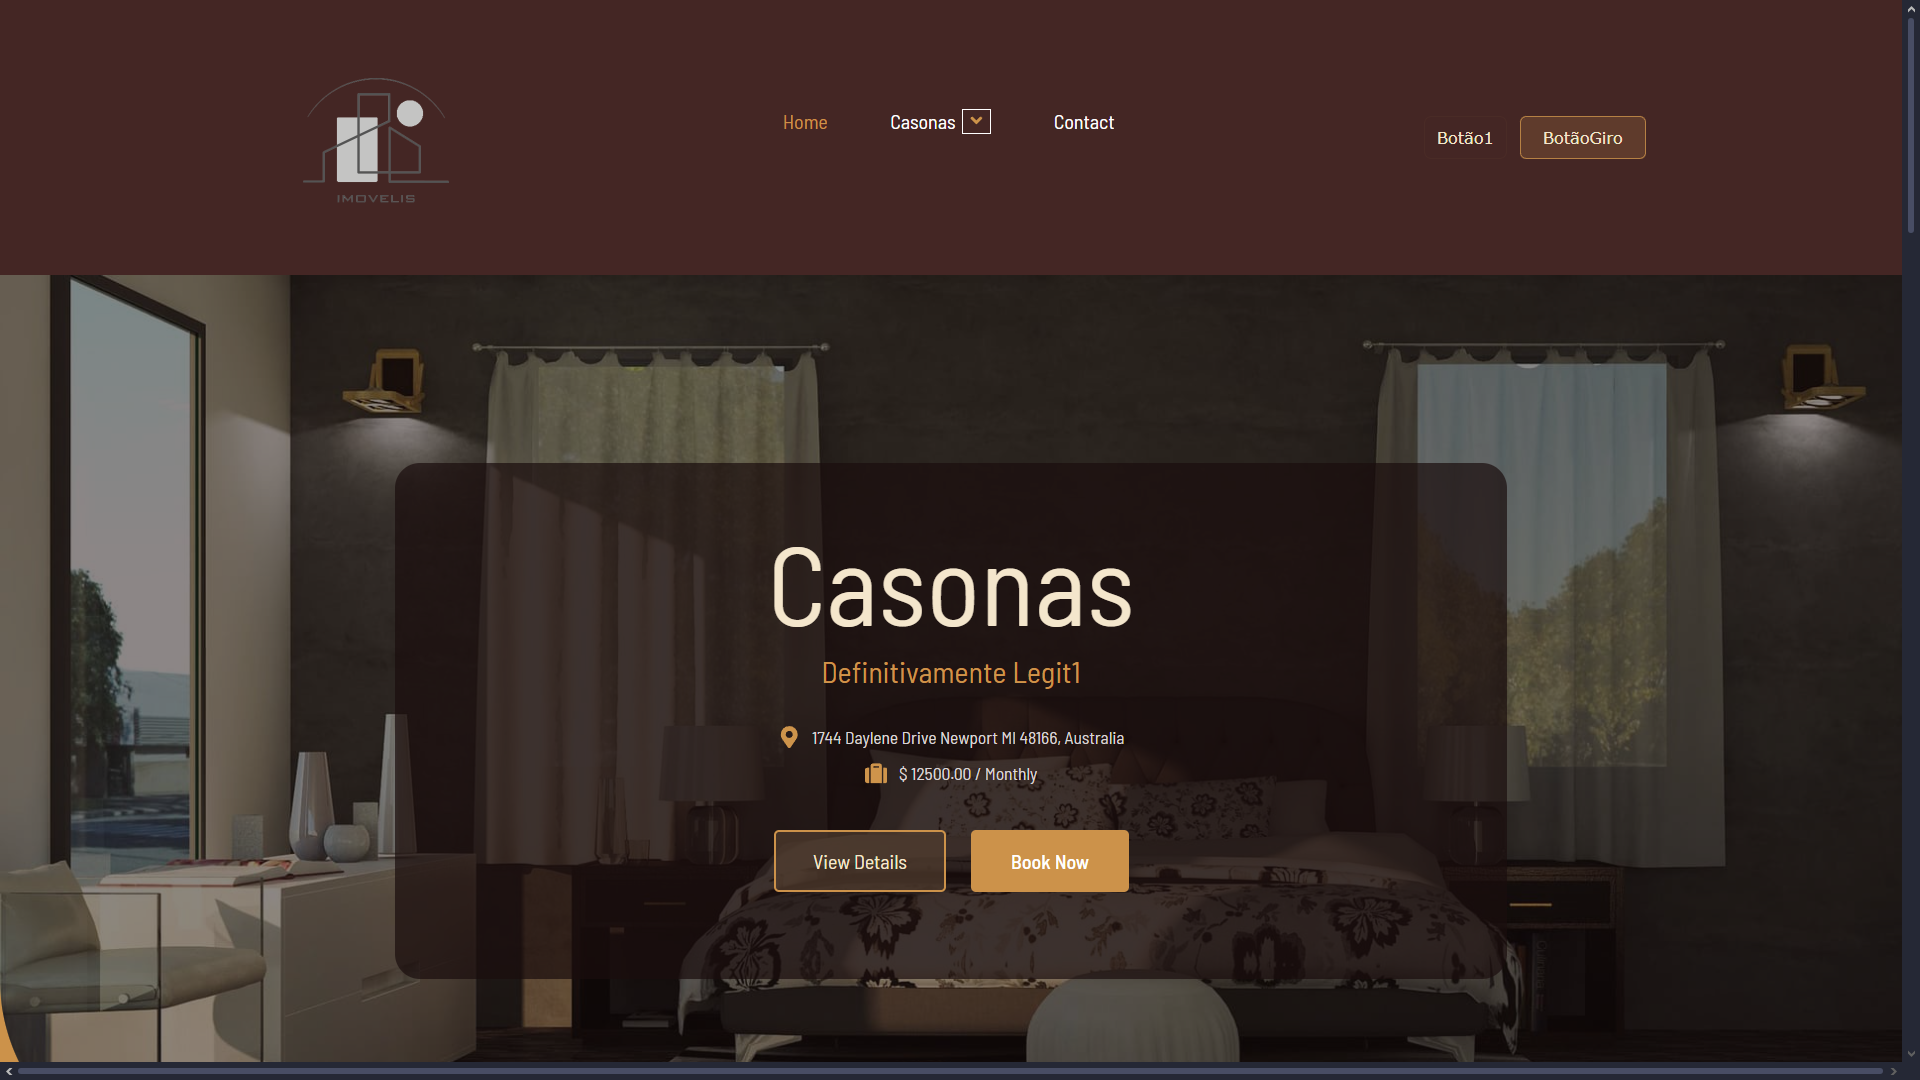 IMOVELIS
Home
Casonas
Contact
Botão1
BotãoGiro
Casonas
Definitivamente Legit1
1744 Daylene Drive Newport MI 48166, Australia
$ 12500.00 / Monthly
View Details
Book Now